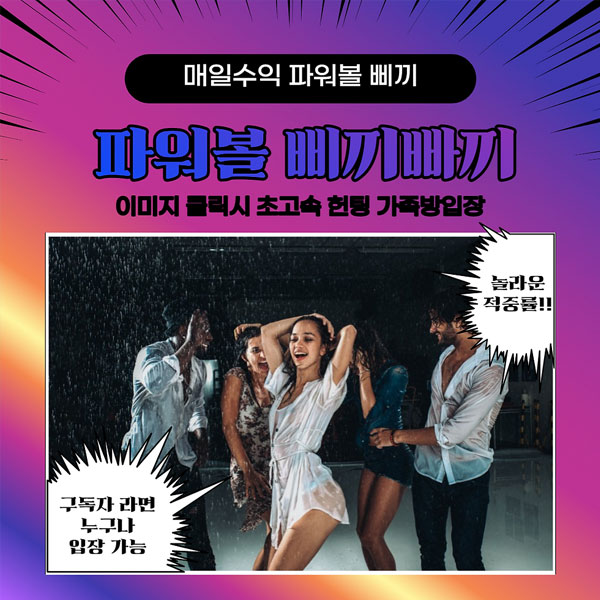 매일수익 파워볼 삐끼
파워볼 삐끼빠끼
이미지 클릭시 초고속 헌팅 가족방입장
놀라운
적중률!!
구독자 라면
누구나
입장 가능